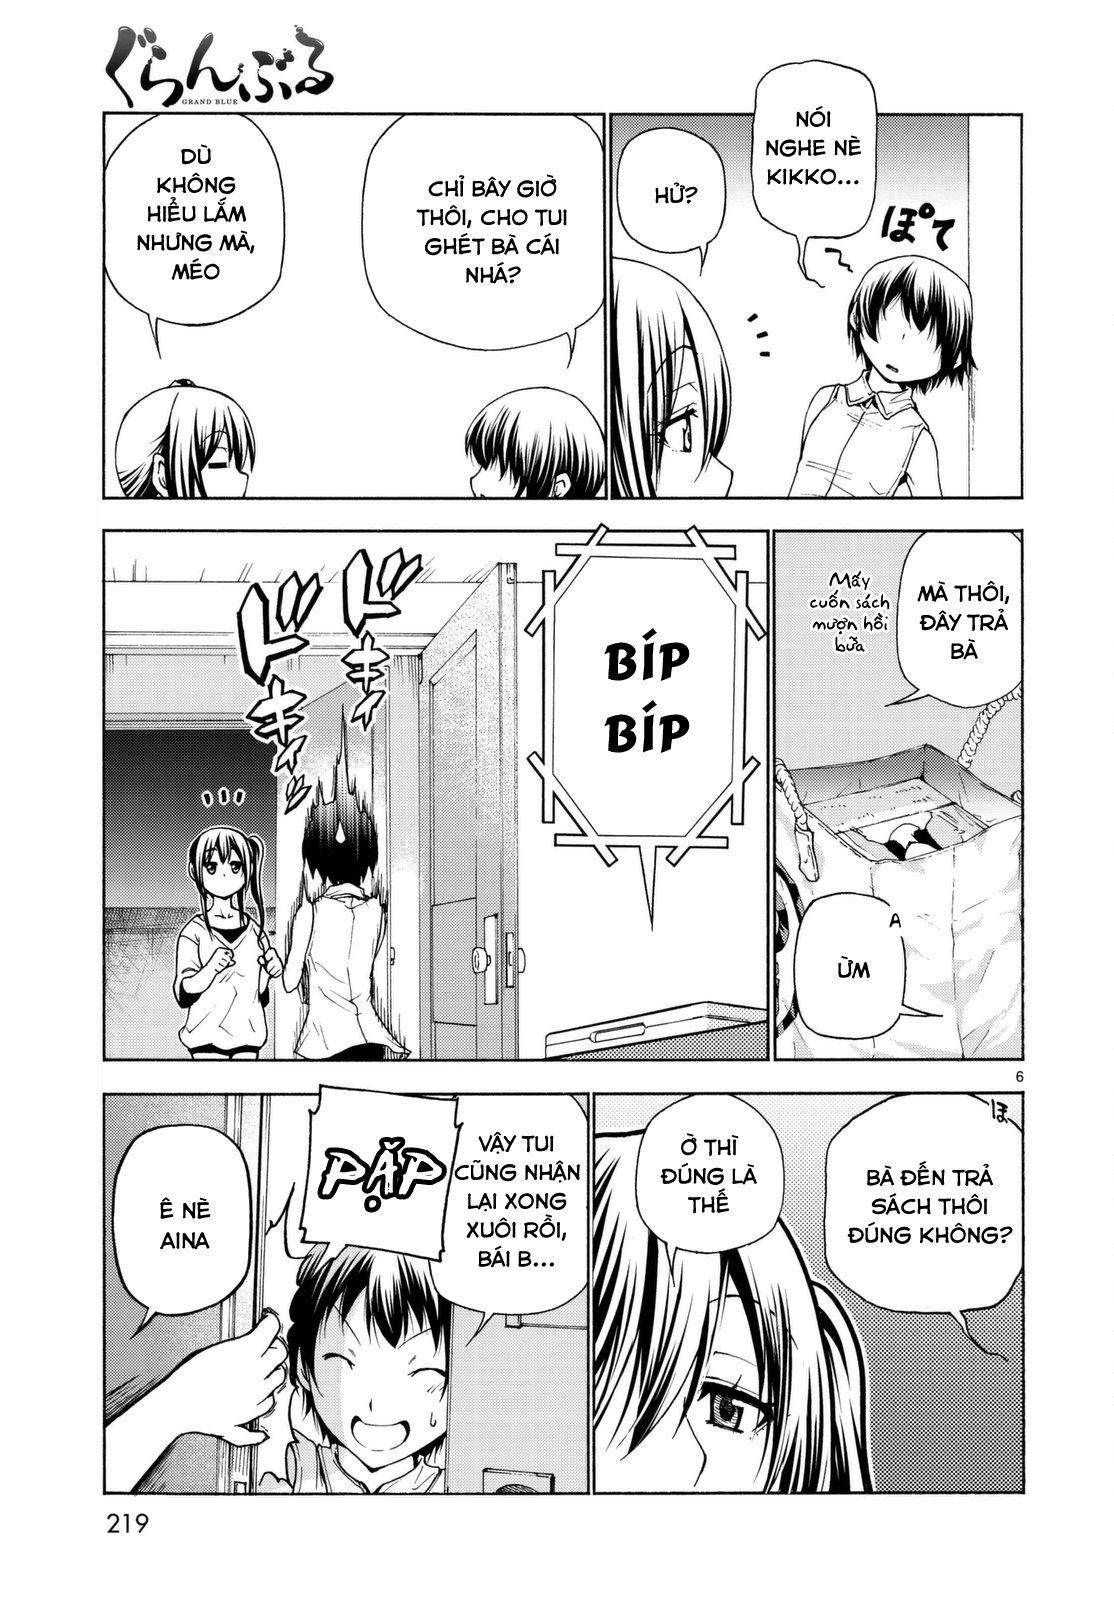 ぐらんぶる
GRAND BLUE
NÓI
NGHE NÈ
KIKKO...
HỬ?
ぽて
CHỈ BÂY GIỜ
THÔI, CHO TUI
GHÉT BÀ CÁI
NHÁ?
DÙ
KHÔNG
HIỂU LẮM
NHƯNG MÀ,
MÉO
MÀ THÔI,
ĐÂY TRẢ
BÀ
Mấy
cuốn sách
mượn hồi
bữa
A
ỪM
BÍP
BÍP
ドキッ
ドキッ
6
ほ
BÀ ĐẾN TRẢ
SÁCH THÔI
ĐÚNG KHÔNG?
Ờ THÌ
ĐÚNG LÀ
THẾ
VẬY TUI
CŨNG NHẬN
LẠI XONG
XUÔI RỒI,
BÁI B...
PẶP
Ê NÈ
AINA
219